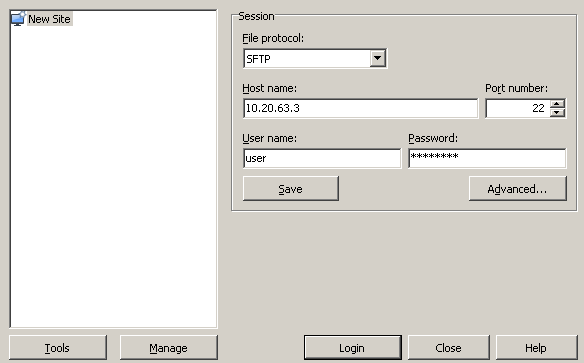 New Site
Session
File protocol:
SFTP
Host name:
Port number:
10.20.63.3
22
User name:
Password:
user
********
Save
Advanced...
Tools
Manage
Login
Close
Help